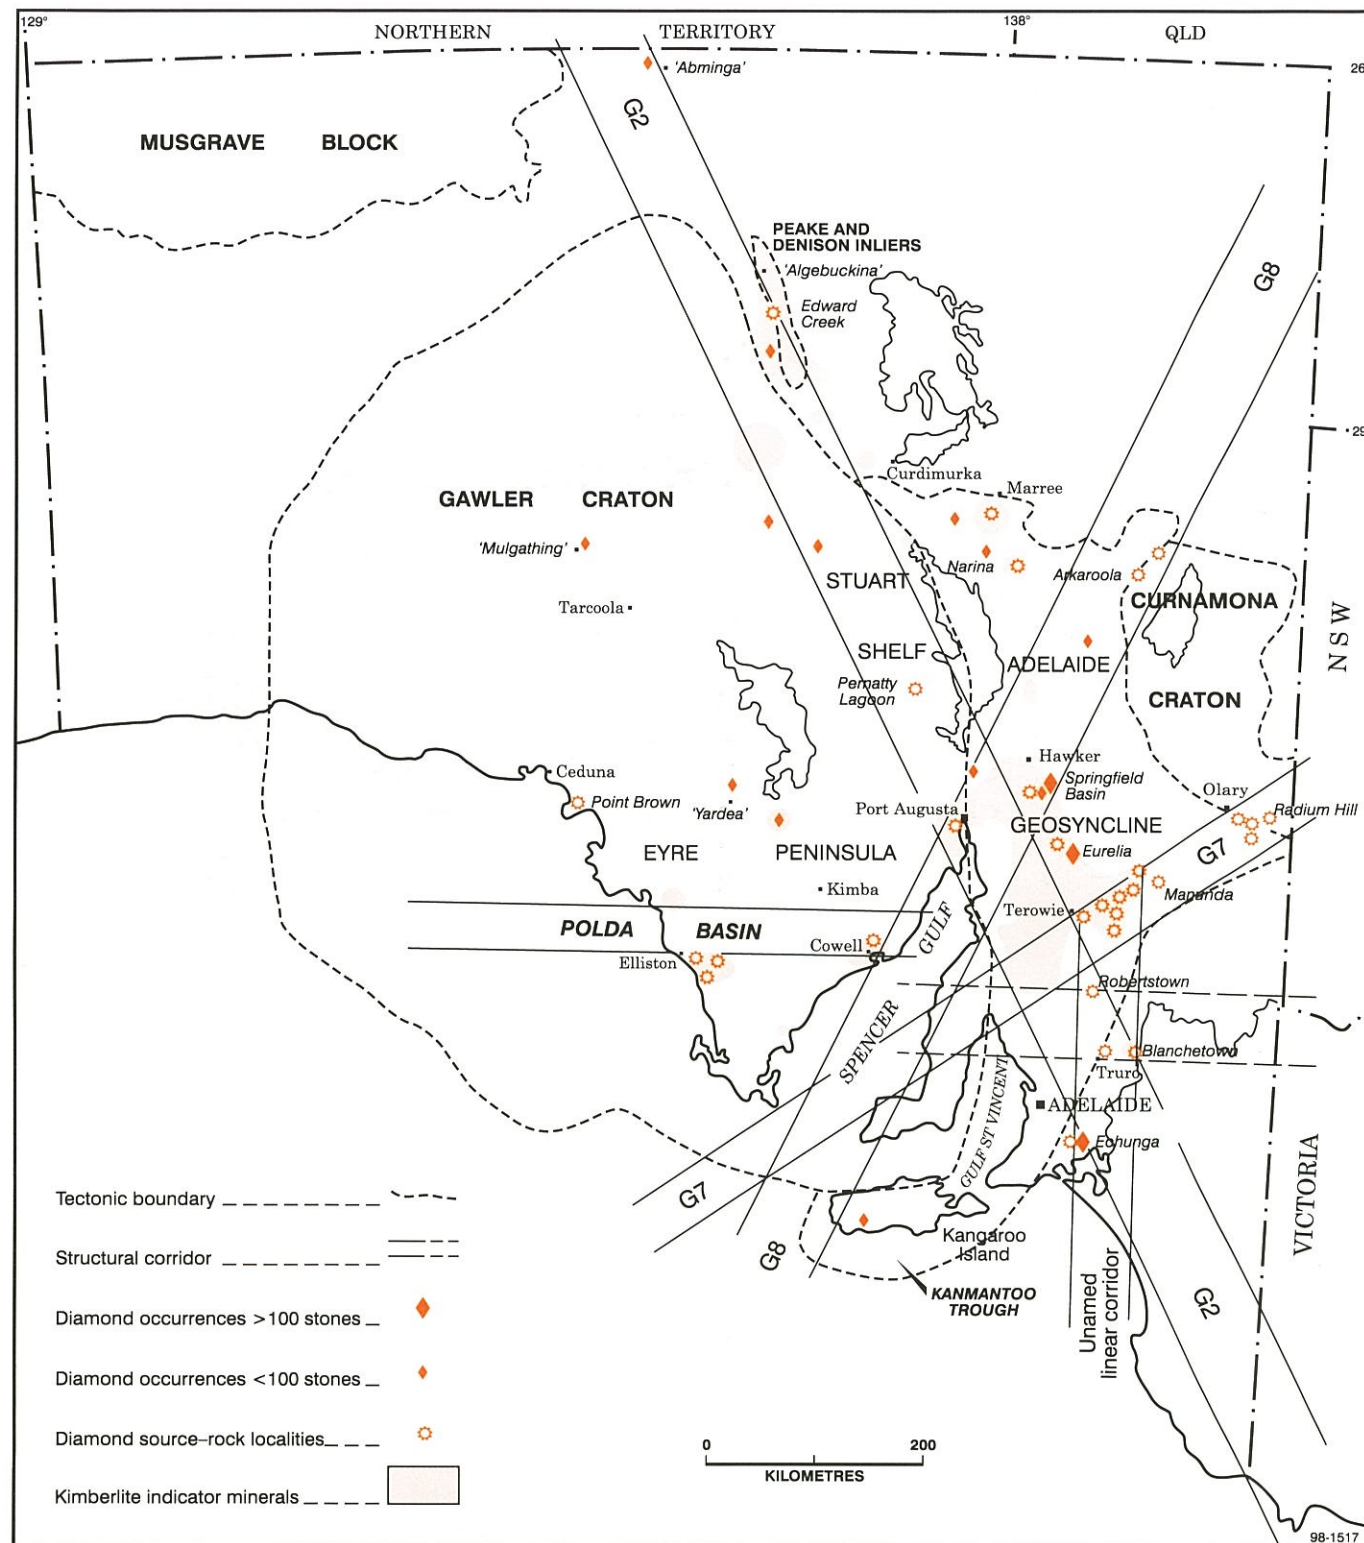 129°
138°
NORTHERN
TERRITORY
QLD
26
'Abminga'
G2
MUSGRAVE BLOCK
PEAKE AND
DENISON INLIERS
'Algebuckina'
G8
Edward
Creek
29
Curdimurka
Marree
GAWLER CRATON
'Mulgathing'
Narina
Arkaroola
STUART
CURNAMONA
Tarcoola
NSW
SHELF
ADELAIDE
Pernatty
Lagoon
CRATON
Hawker
Ceduna
Springfield
Basin
Point Brown
Olary
'Yardea'
Port Augusta
Radium Hill
GEOSYNCLINE
EYRE PENINSULA
Eurelia
G7
Kimba
Manunda
Terowie
GULF
POLDA BASIN
Cowell
Elliston
Robertstown
SPENCER
Blanchetown
Truro
ADELAIDE
GULF ST VINCENT
Echunga
VICTORIA
Tectonic boundary
G7
Kangaroo
Island
G8
Structural corridor
KANMANTOO
TROUGH
G2
Unamed
linear corridor
Diamond occurrences >100 stones
Diamond occurrences <100 stones
Diamond source–rock localities
0 200
KILOMETRES
Kimberlite indicator minerals
98-1517